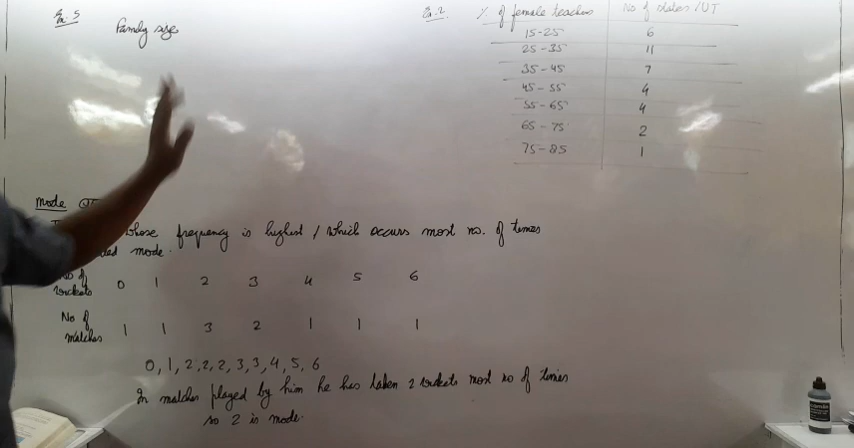 Ex-5
Family size
Ex-2
% of female teachers No of states /UT
15-25 6
25-35 11
35-45 7
45-55 4
55-65 4
65-75 2
75-85 1
Mode
whose frequency is highest / which occurs most no. of times
mode.
No of wickets 0 1 2 3 4 5 6
No of matches 1 1 3 2 1 1 1
0, 1, 2, 2, 2, 3, 3, 4, 5, 6
In matches played by him he has taken 2 wickets most no of times
so 2 is mode.